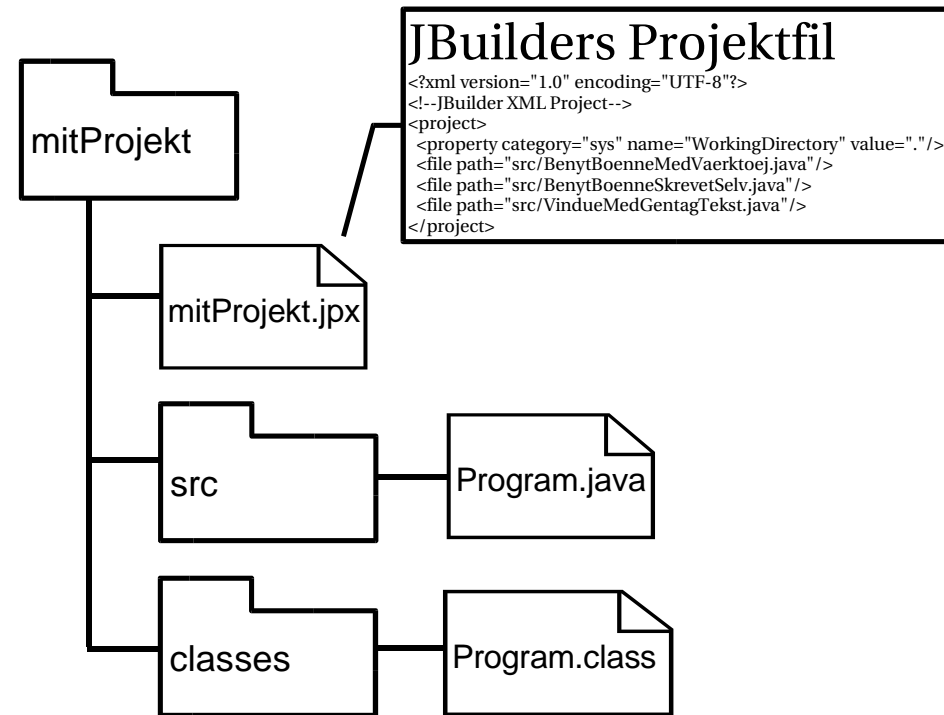 JBuilders Projektfil
<?xml version="1.0" encoding="UTF-8"?>
<!--JBuilder XML Project-->
<project>
<property category="sys" name="WorkingDirectory" value="."/>
<file path="src/BenytBoenneMedVaerktoej.java"/>
<file path="src/BenytBoenneSkrevetSelv.java"/>
<file path="src/VindueMedGentagTekst.java"/>
</project>
mitProjekt
mitProjekt.jpx
src
Program.java
classes
Program.class